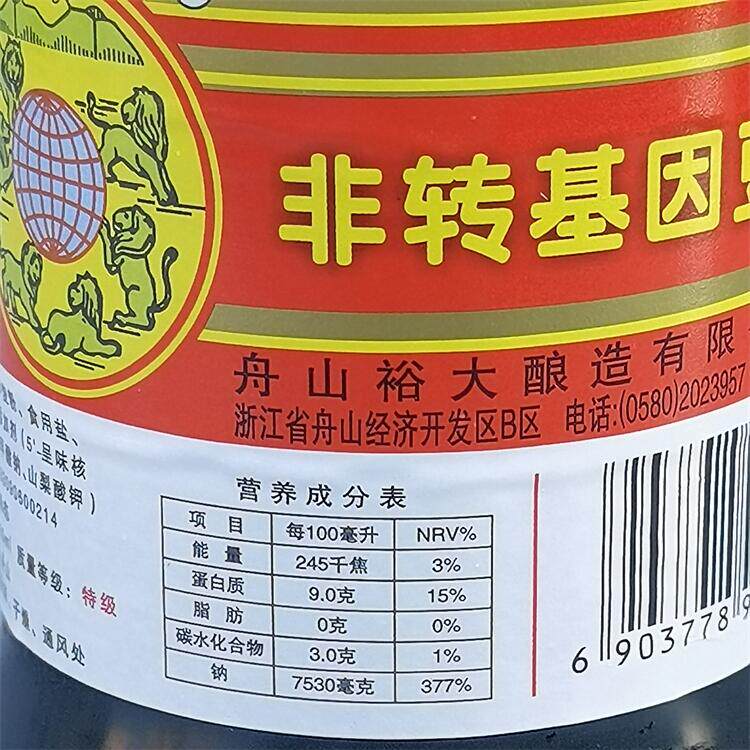 非转基因
舟山裕大酿造有限
浙江省舟山经济开发区B区 电话:(0580)2023957
、食用盐、
(5'-呈味核
钠、山梨酸钾)
00214
质量等级：特级
、通风处
营养成分表
项目 每100毫升 NRV%
能量 245千焦 3%
蛋白质 9.0克 15%
脂肪 0克 0%
碳水化合物 3.0克 1%
钠 7530毫克 377%
6 903778 9